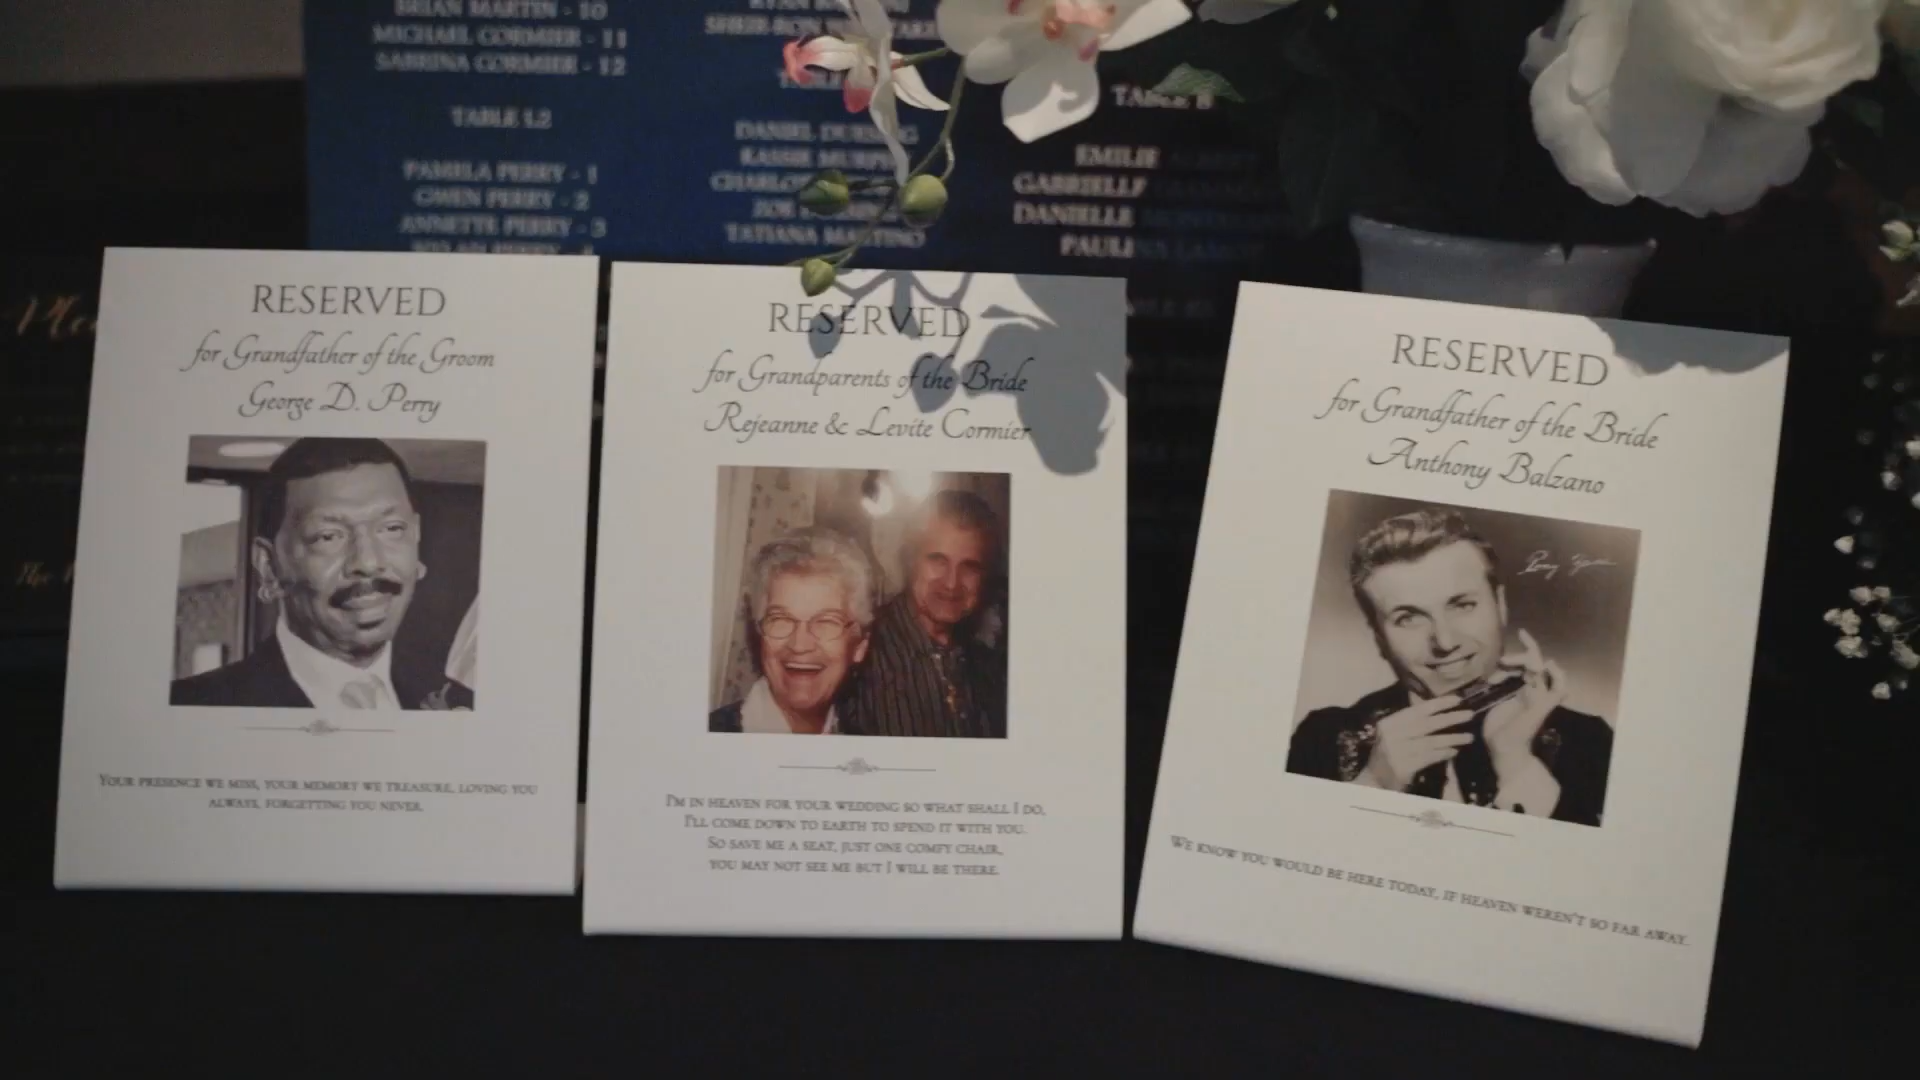 BRIAN MARTIN - 10
MICHAEL CORMIER - 11
SABRINA CORMIER - 12
TABLE 12
PAMELA PERRY - 1
GWEN PERRY - 2
ANNETTE PERRY - 3
DANIEL
KASSIE
ZOE
TATIANA MARTINO
TABLE
EMILIE
GABRIELLE
DANIELLE
PAULINA
RESERVED
for Grandfather of the Groom
George D. Perry
YOUR PRESENCE WE MISS, YOUR MEMORY WE TREASURE, LOVING YOU
ALWAYS, FORGETTING YOU NEVER.
RESERVED
for Grandparents of the Bride
Rejeanne & Levite Cormier
I'M IN HEAVEN FOR YOUR WEDDING SO WHAT SHALL I DO,
I'LL COME DOWN TO EARTH TO SPEND IT WITH YOU.
SO SAVE ME A SEAT, JUST ONE COMFY CHAIR,
YOU MAY NOT SEE ME BUT I WILL BE THERE.
RESERVED
for Grandfather of the Bride
Anthony Balzano
WE KNOW YOU WOULD BE HERE TODAY, IF HEAVEN WEREN'T SO FAR AWAY.